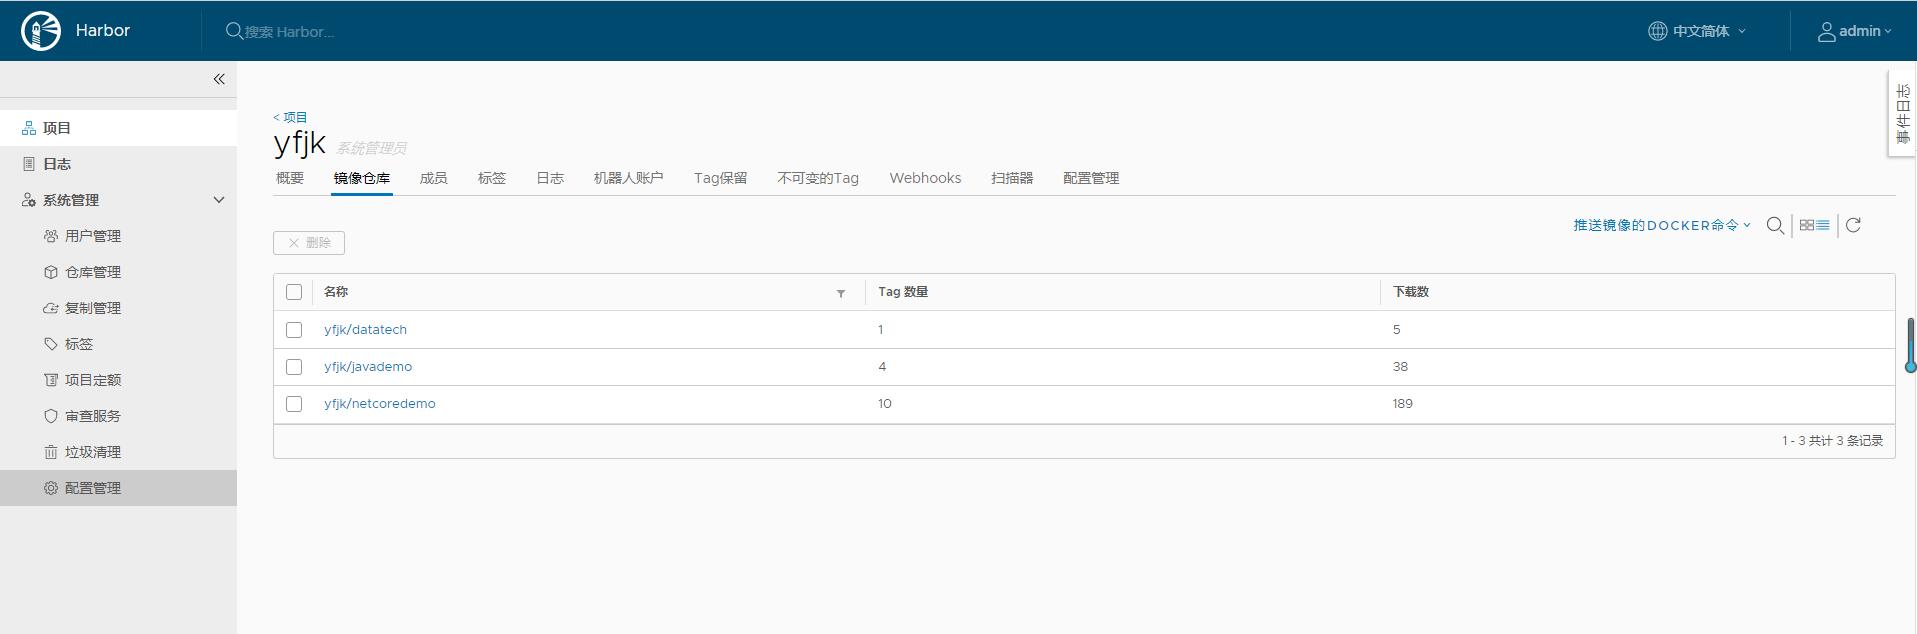 Harbor
搜索 Harbor...
中文简体
admin
事件日志
项目
日志
系统管理
用户管理
仓库管理
复制管理
标签
项目定额
审查服务
垃圾清理
配置管理
< 项目
yfjk 系统管理员
概要 镜像仓库 成员 标签 日志 机器人账户 Tag保留 不可变的Tag Webhooks 扫描器 配置管理
推送镜像的DOCKER命令
删除
名称 Tag 数量 下载数
yfjk/datatech 1 5
yfjk/javademo 4 38
yfjk/netcoredemo 10 189
1 - 3 共计 3 条记录